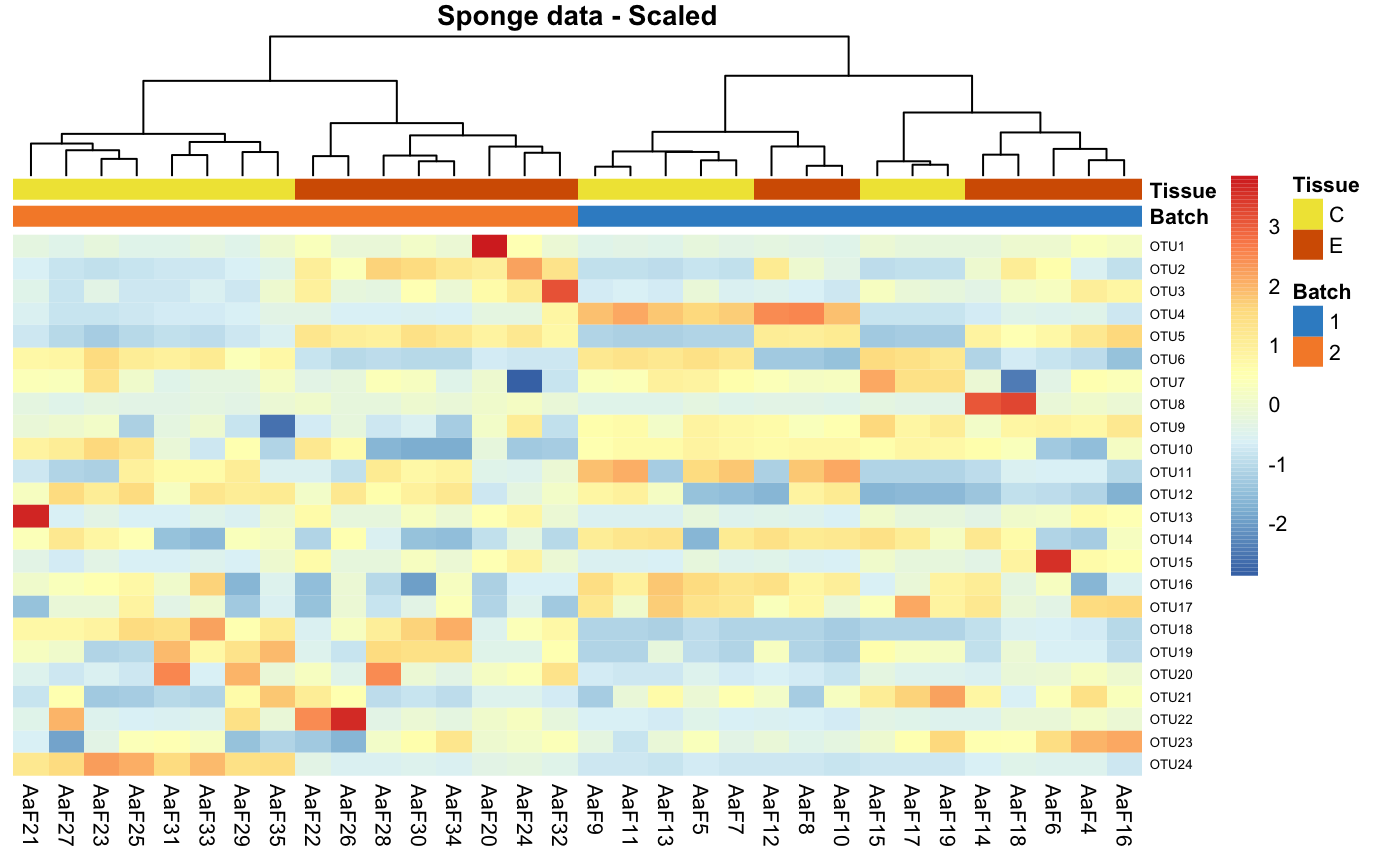 Sponge data - Scaled
Tissue
Batch
OTU1
OTU2
OTU3
OTU4
OTU5
OTU6
OTU7
OTU8
OTU9
OTU10
OTU11
OTU12
OTU13
OTU14
OTU15
OTU16
OTU17
OTU18
OTU19
OTU20
OTU21
OTU22
OTU23
OTU24
AaF21 AaF27 AaF23 AaF25 AaF31 AaF33 AaF29 AaF35 AaF22 AaF26 AaF28 AaF30 AaF34 AaF20 AaF24 AaF32 AaF9 AaF11 AaF13 AaF5 AaF7 AaF12 AaF8 AaF10 AaF15 AaF17 AaF19 AaF14 AaF18 AaF6 AaF4 AaF16
3
2
1
0
-1
-2
Tissue
C
E
Batch
1
2